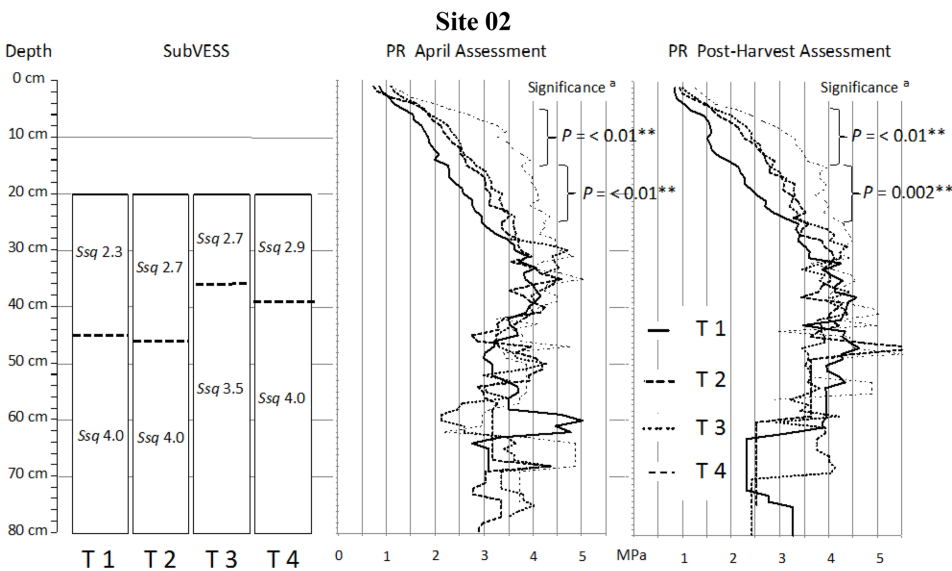 Site 02
Depth SubVESS PR April Assessment PR Post-Harvest Assessment
0 cm
Significance a Significance a
10 cm
P = < 0.01** P = < 0.01**
20 cm
P = < 0.01** P = 0.002**
Ssq 2.3 Ssq 2.7 Ssq 2.7 Ssq 2.9
30 cm
40 cm
T 1
50 cm
T 2
Ssq 3.5 Ssq 4.0
60 cm
Ssq 4.0 Ssq 4.0
T 3
70 cm
T 4
80 cm
T 1 T 2 T 3 T 4
0 1 2 3 4 5 MPa 1 2 3 4 5